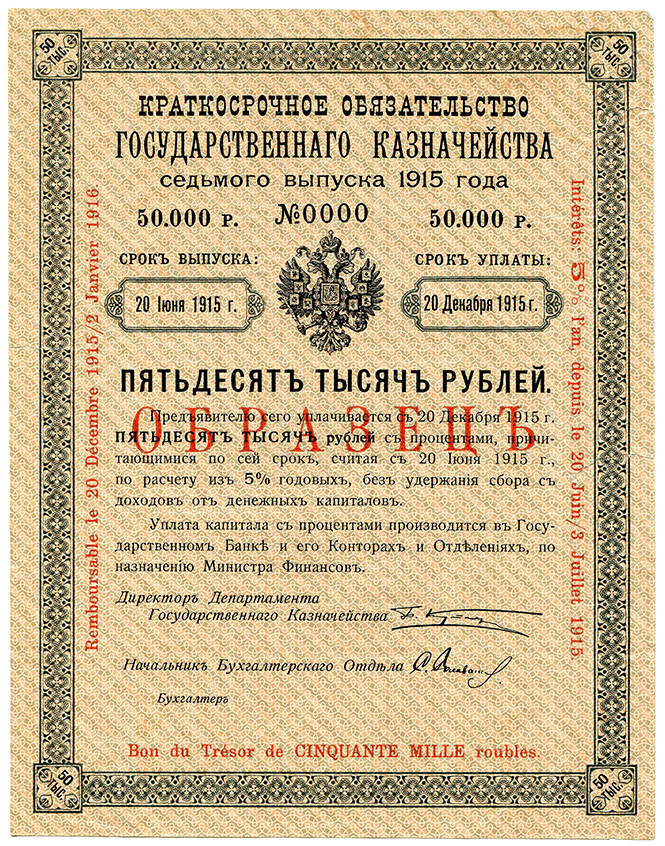 50 ТЫС.
50 ТЫС.
КРАТКОСРОЧНОЕ ОБЯЗАТЕЛЬСТВО
ГОСУДАРСТВЕННАГО КАЗНАЧЕЙСТВА
седьмого выпуска 1915 года
50.000 р. №0000 50.000 р.
СРОКЪ ВЫПУСКА: СРОКЪ УПЛАТЫ:
20 Іюня 1915 г. 20 Декабря 1915 г.
ПЯТЬДЕСЯТЪ ТЫСЯЧЪ РУБЛЕЙ.
ОБРАЗЕЦЪ
Предъявителю сего уплачивается съ 20 Декабря 1915 г.
ПЯТЬДЕСЯТЪ ТЫСЯЧЪ рублей съ процентами, причи-
тающимися по сей срокъ, считая съ 20 Іюня 1915 г.,
по расчету изъ 5% годовыхъ, безъ удержанія сбора съ
доходовъ отъ денежныхъ капиталовъ.
Уплата капитала съ процентами производится въ Госу-
дарственномъ Банкѣ и его Конторахъ и Отдѣленіяхъ, по
назначенію Министра Финансовъ.
Директоръ Департамента
Государственнаго Казначейства
Начальникъ Бухгалтерскаго Отдѣла
Бухгалтеръ
Bon du Trésor de CINQUANTE MILLE roubles.
Remboursable le 20 Décembre 1915/2 Janvier 1916
Intérêts: 5% l'an, depuis le 20 Juin/3 Juillet 1915
50 ТЫС.
50 ТЫС.